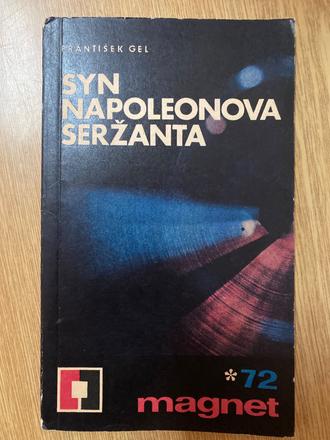 FRANTIŠEK GEL
SYN
NAPOLEONOVA
SERŽANTA
*72
magnet